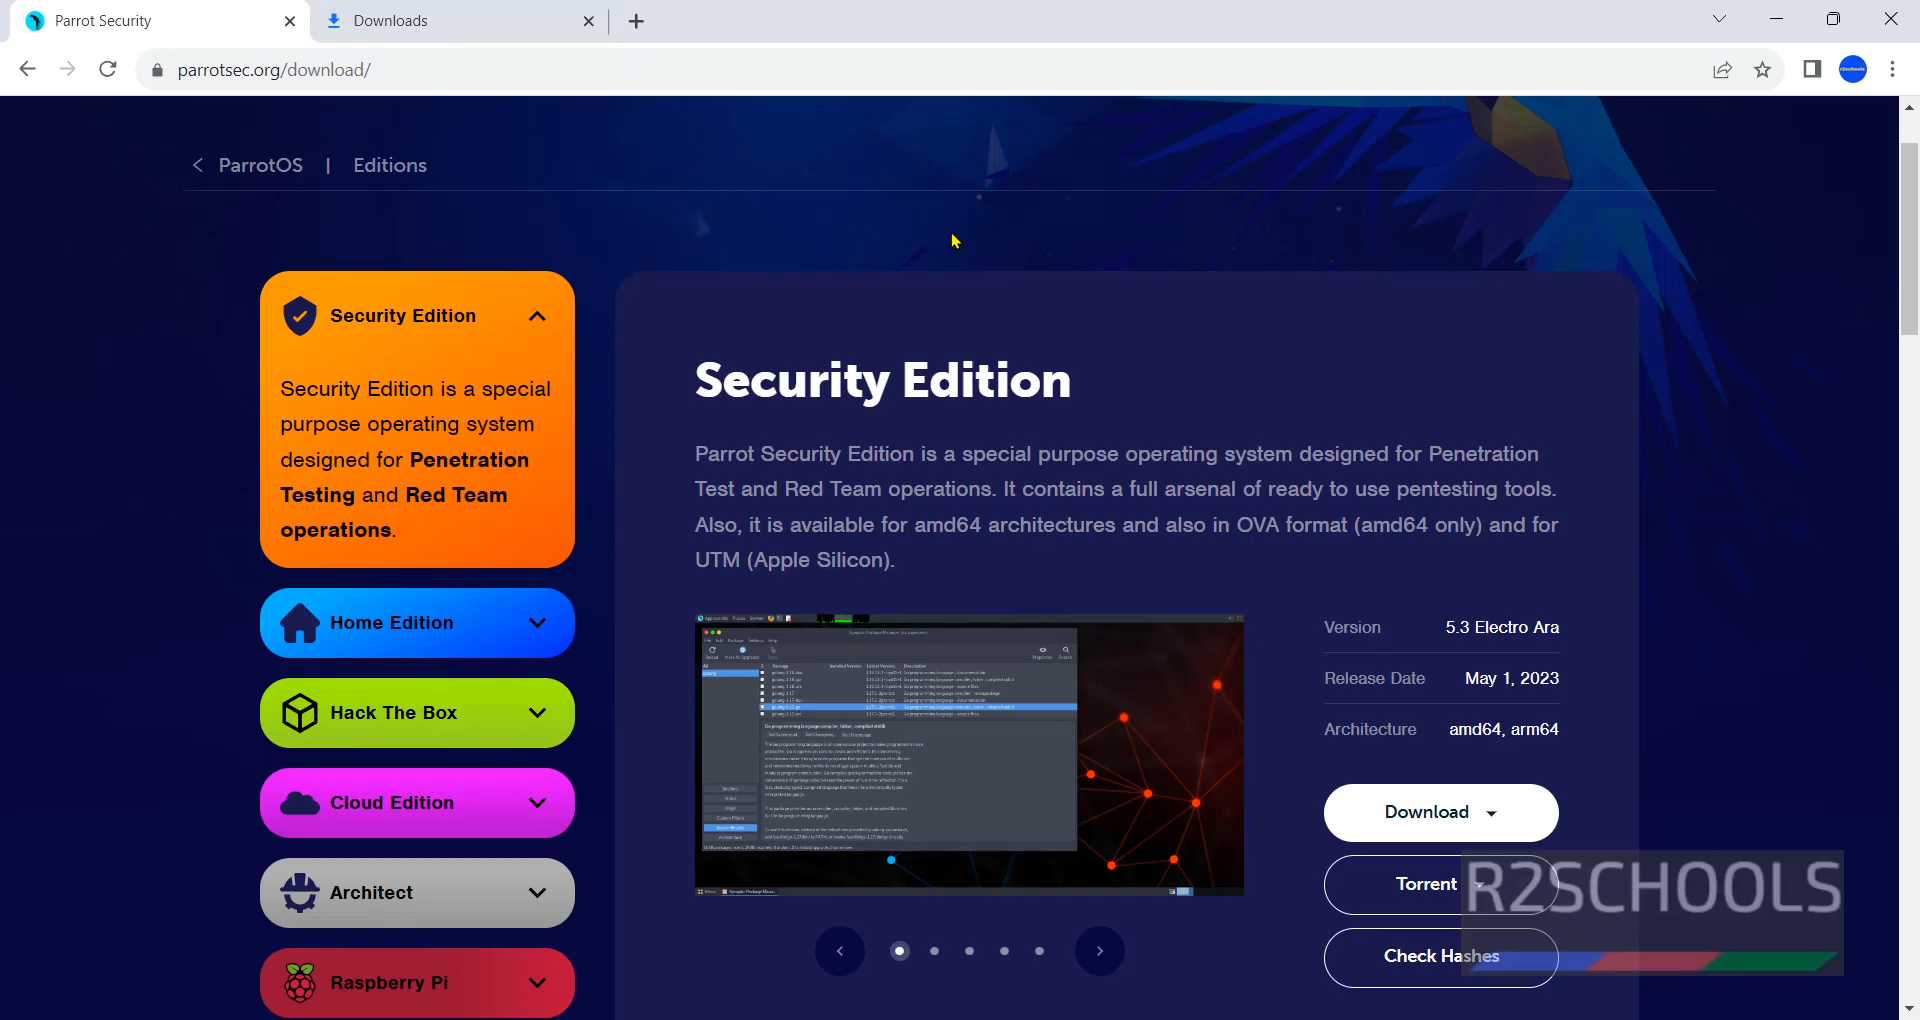 Parrot Security
Downloads
parrotsec.org/download/
r2schools
ParrotOS | Editions
Security Edition
Security Edition is a special
purpose operating system
designed for Penetration
Testing and Red Team
operations.
Home Edition
Hack The Box
Cloud Edition
Architect
Raspberry Pi
Security Edition
Parrot Security Edition is a special purpose operating system designed for Penetration
Test and Red Team operations. It contains a full arsenal of ready to use pentesting tools.
Also, it is available for amd64 architectures and also in OVA format (amd64 only) and for
UTM (Apple Silicon).
Version 5.3 Electro Ara
Release Date May 1, 2023
Architecture amd64, arm64
Download
Torrent
Check Hashes
R2SCHOOLS